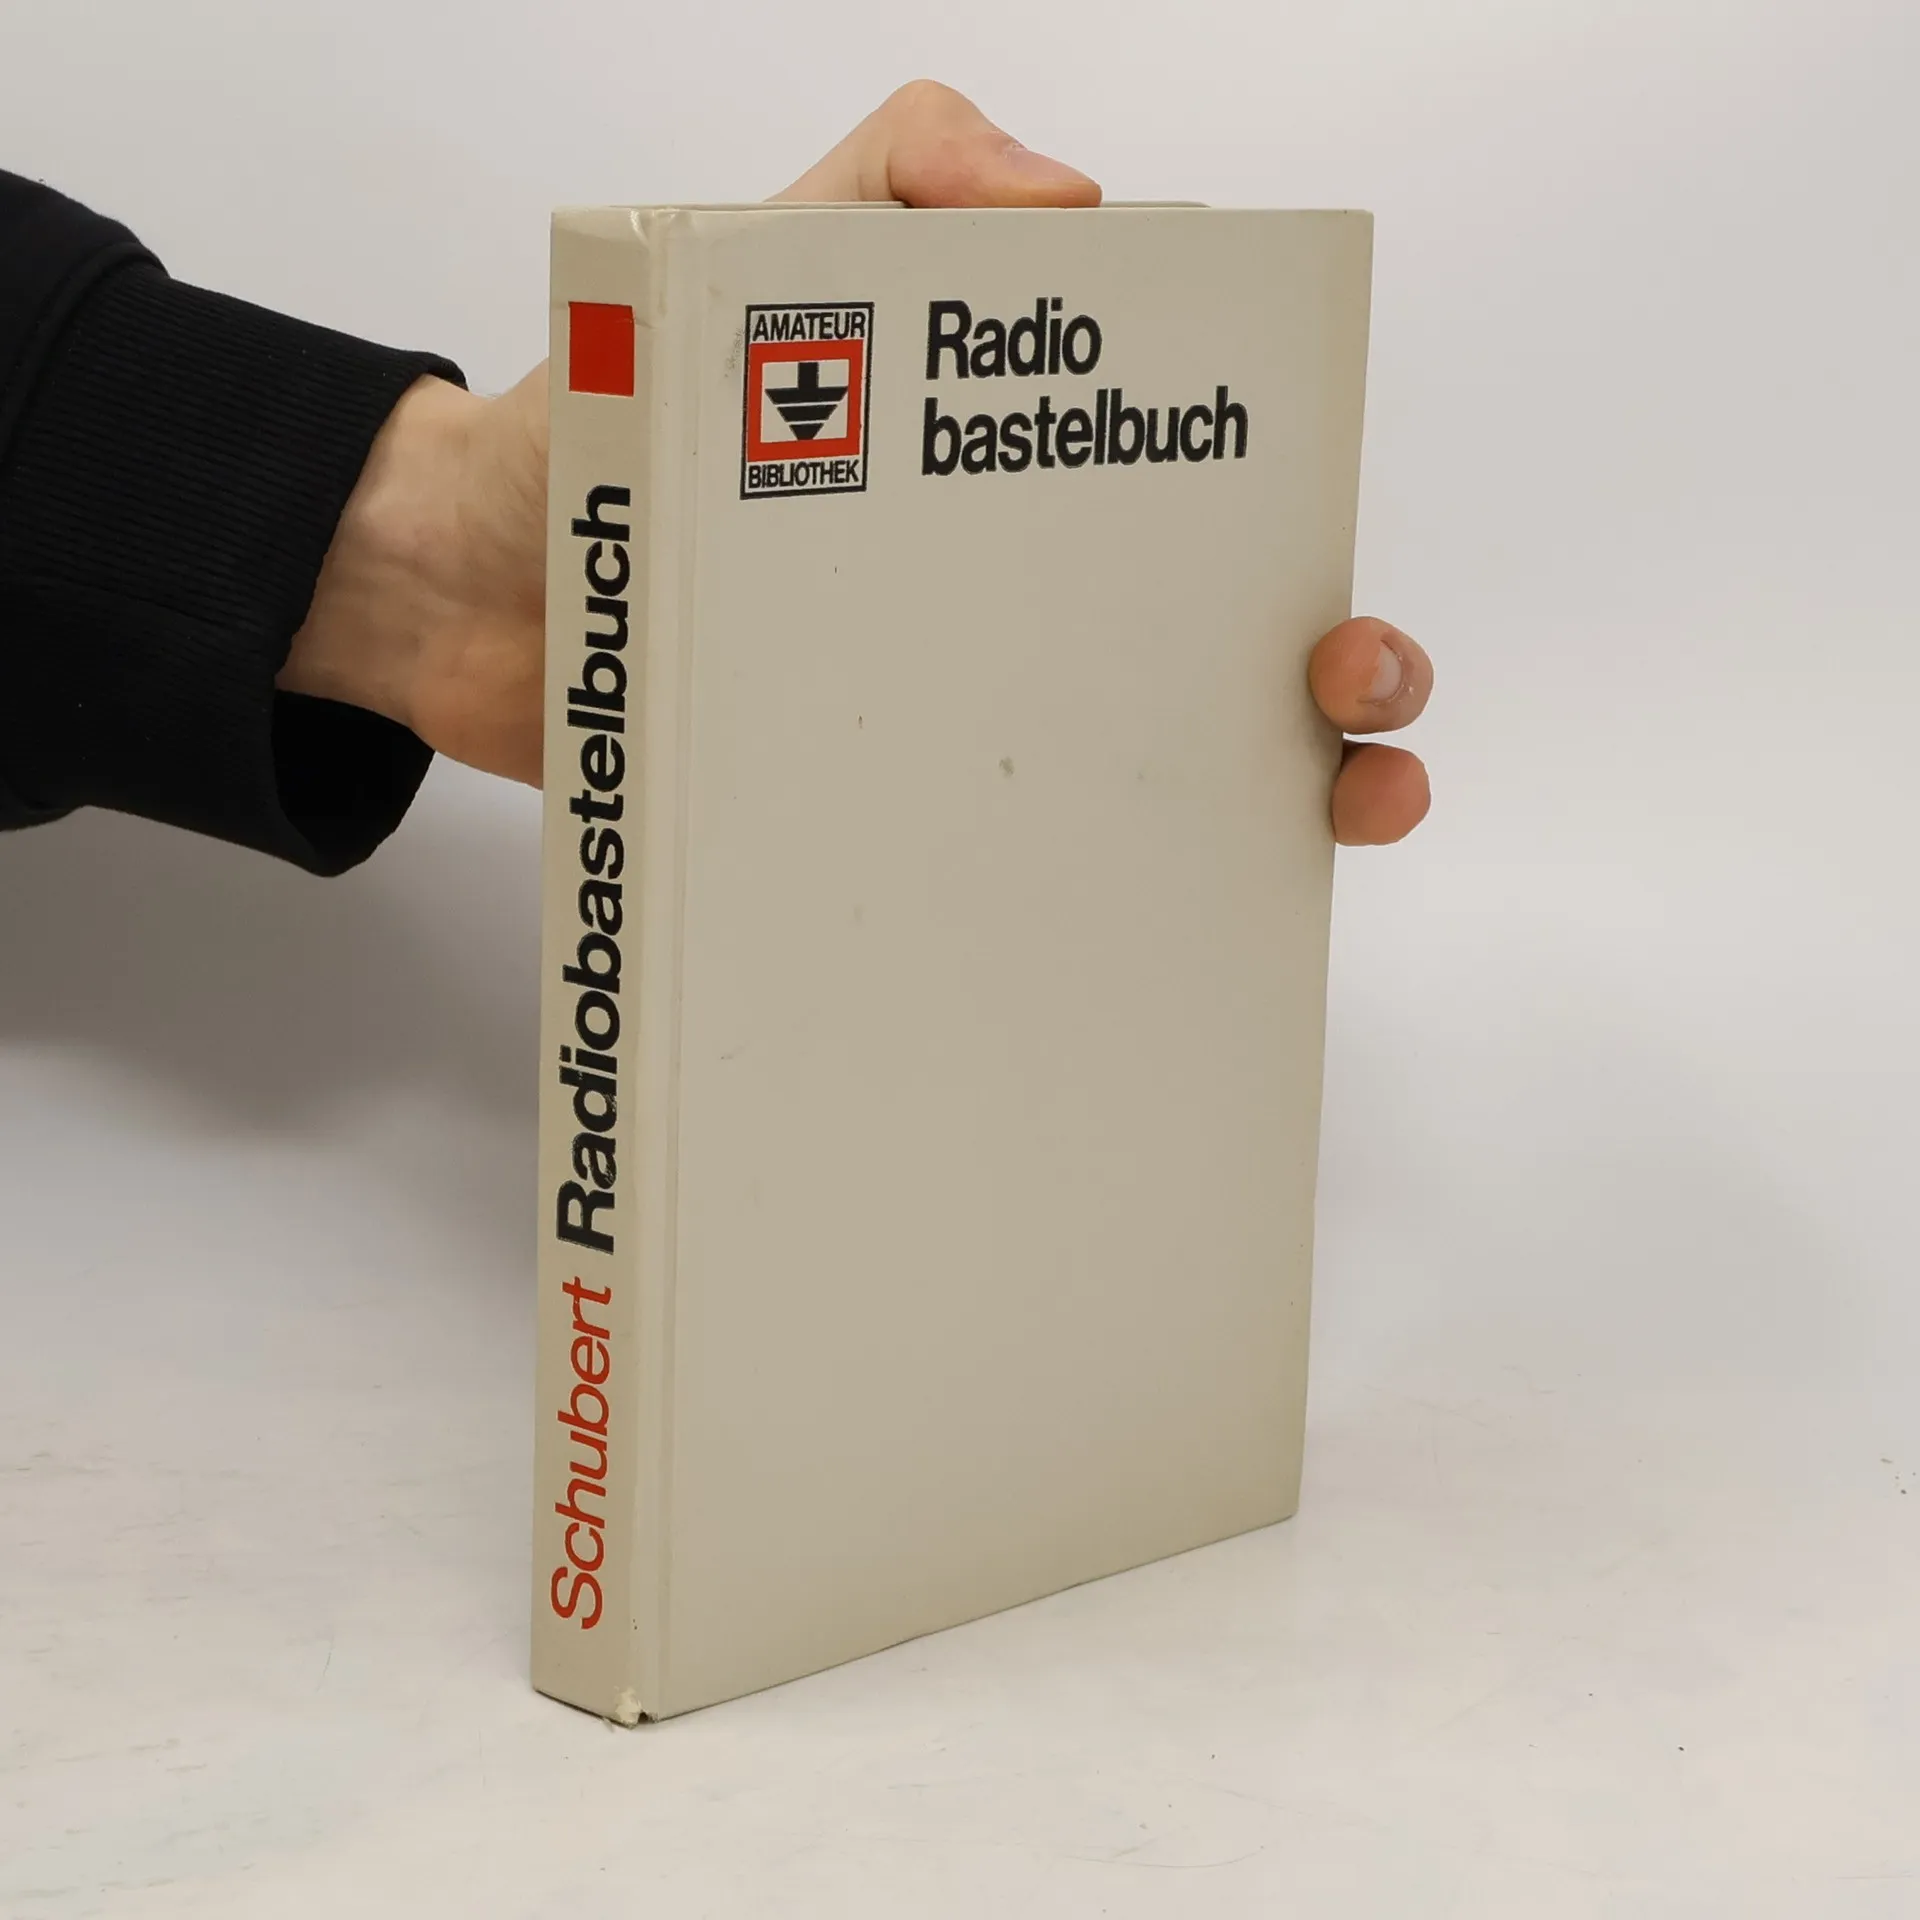 AMATEUR
BIBLIOTHEK
Radio
bastelbuch
Schubert Radiobastelbuch